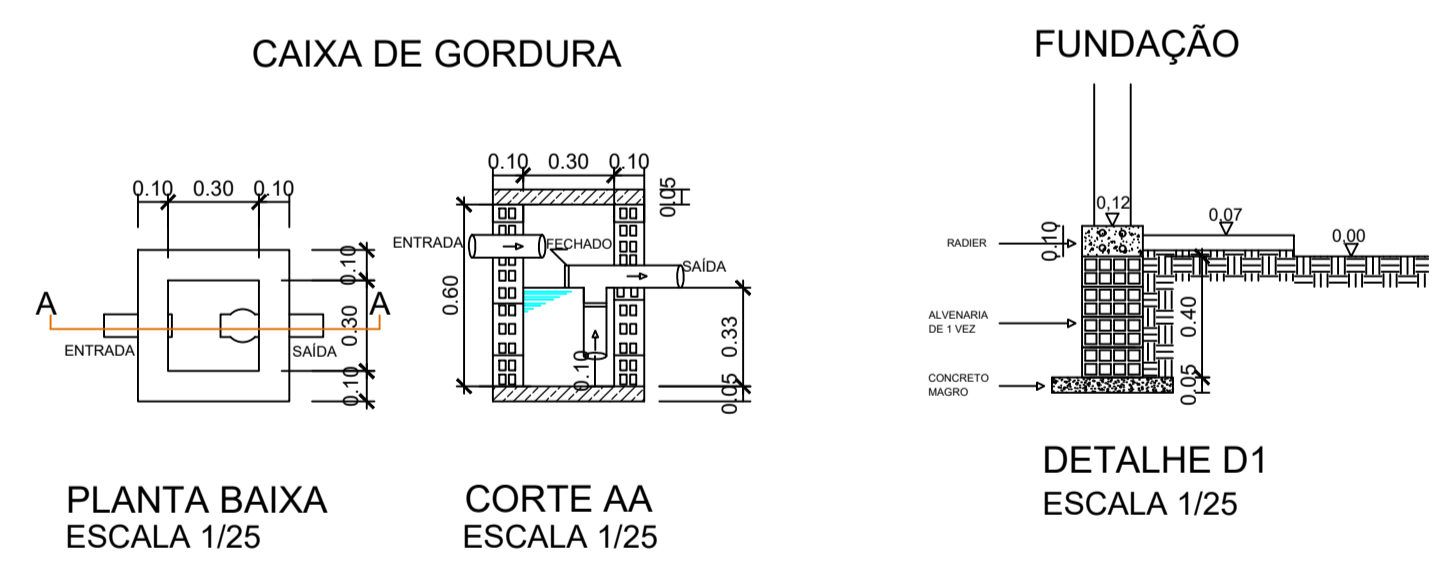 CAIXA DE GORDURA
FUNDAÇÃO
0.10 0.30 0.10
0.10
0.30
0.10
A A
ENTRADA
SAÍDA
PLANTA BAIXA
ESCALA 1/25
0.10 0.30 0.10
0.05
ENTRADA
FECHADO
SAÍDA
0.60
0.33
0.10
0.05
CORTE AA
ESCALA 1/25
0,12
0,07
0,00
RADIER
0.10
ALVENARIA
DE 1 VEZ
0.40
CONCRETO
MAGRO
0.05
DETALHE D1
ESCALA 1/25